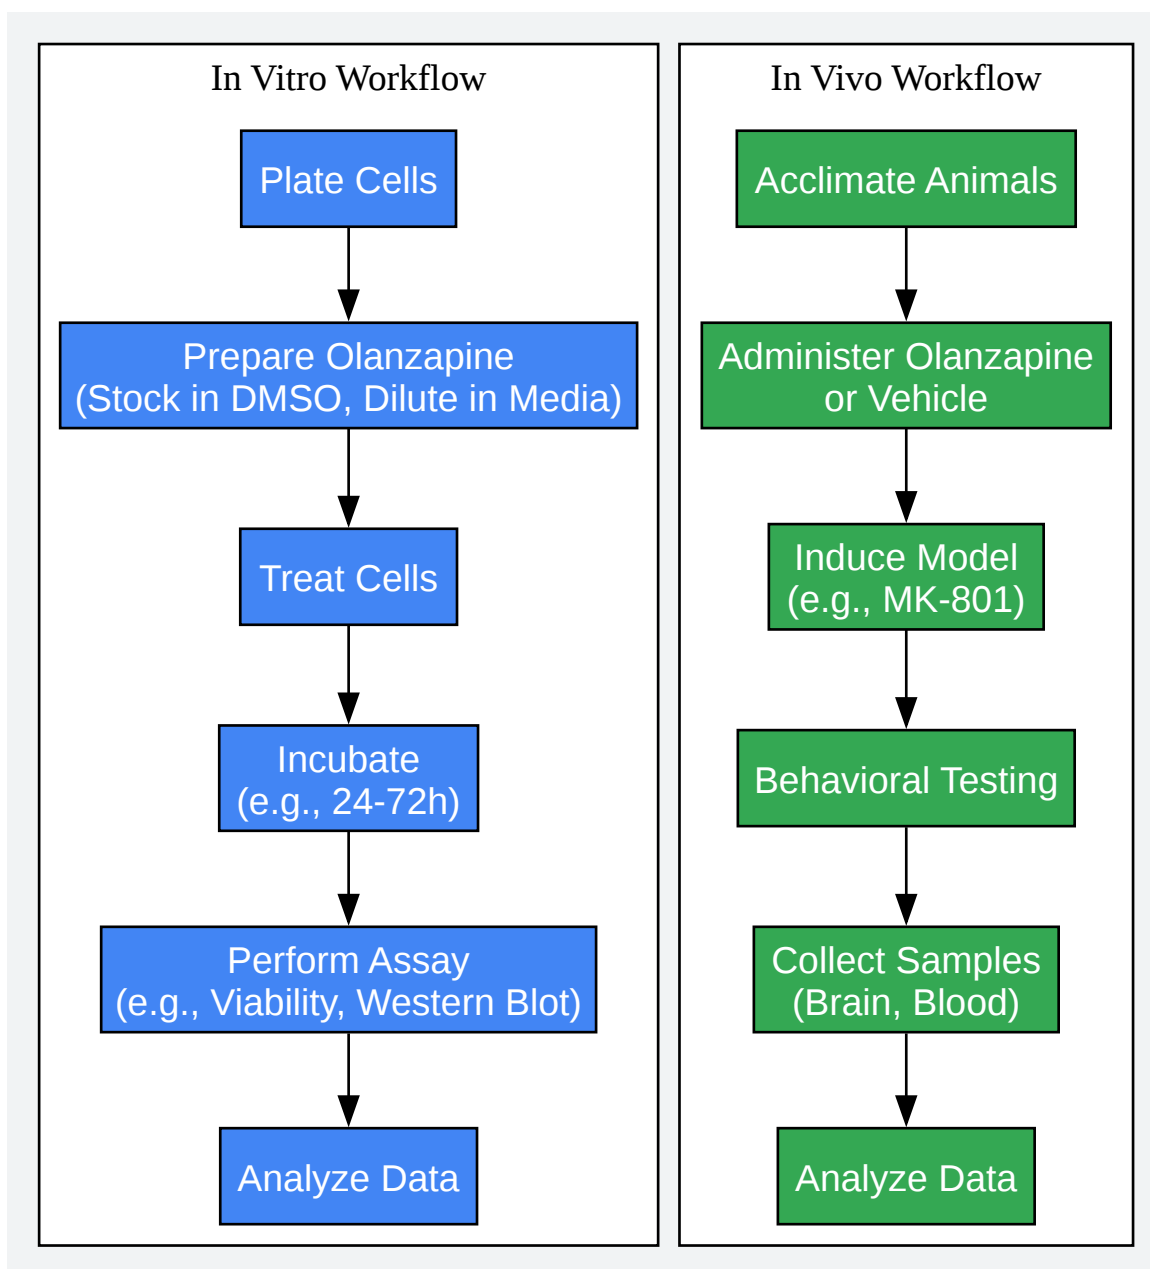 In Vitro Workflow
Plate Cells
Prepare Olanzapine
(Stock in DMSO, Dilute in Media)
Treat Cells
Incubate
(e.g., 24-72h)
Perform Assay
(e.g., Viability, Western Blot)
Analyze Data
In Vivo Workflow
Acclimate Animals
Administer Olanzapine
or Vehicle
Induce Model
(e.g., MK-801)
Behavioral Testing
Collect Samples
(Brain, Blood)
Analyze Data